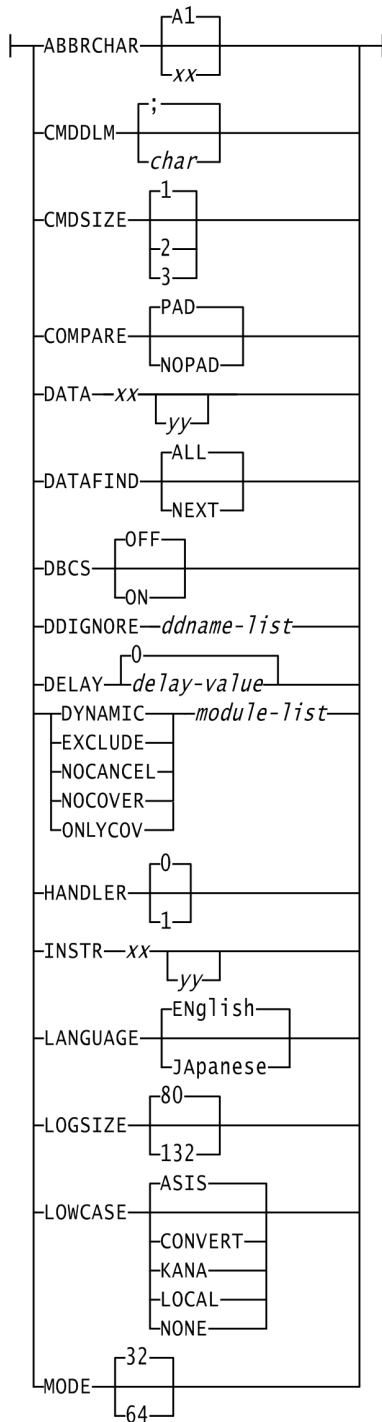 A1
ABBRCHAR
xx
;
CMDDLM
char
1
CMDSIZE
2
3
PAD
COMPARE
NOPAD
DATA xx
yy
ALL
DATAFIND
NEXT
OFF
DBCS
ON
DDIGNORE ddname-list
0
DELAY delay-value
DYNAMIC module-list
EXCLUDE
NOCANCEL
NOCOVER
ONLYCOV
0
HANDLER
1
INSTR xx
yy
ENglish
LANGUAGE
JApanese
80
LOGSIZE
132
ASIS
LOWCASE
CONVERT
KANA
LOCAL
NONE
32
MODE
64